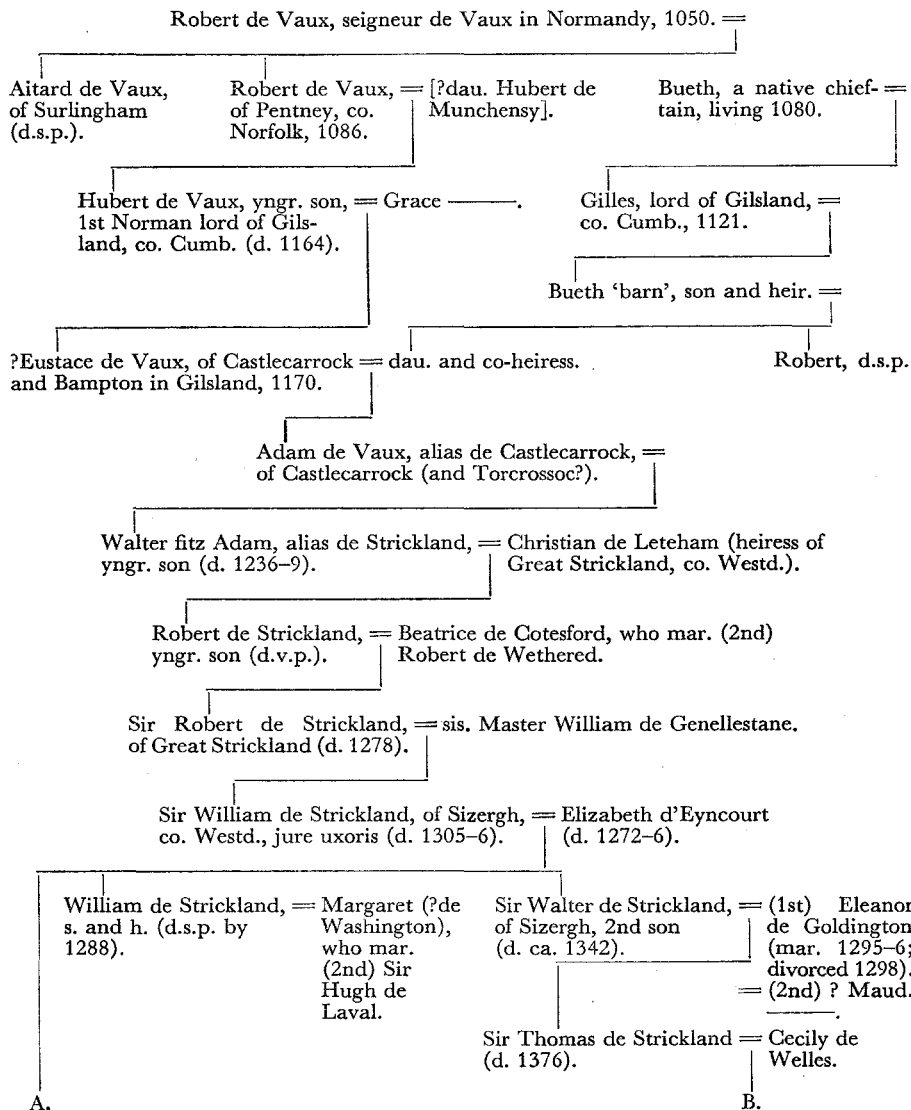 Robert de Vaux, seigneur de Vaux in Normandy, 1050. =
Aitard de Vaux,
of Surlingham
(d.s.p.).
Robert de Vaux, = [?dau. Hubert de
of Pentney, co. Munchensy].
Norfolk, 1086.
Bueth, a native chief- =
tain, living 1080.
Hubert de Vaux, yngr. son, = Grace ———.
1st Norman lord of Gils-
land, co. Cumb. (d. 1164).
Gilles, lord of Gilsland, =
co. Cumb., 1121.
Bueth ‘barn’, son and heir. =
?Eustace de Vaux, of Castlecarrock = dau. and co-heiress.
and Bampton in Gilsland, 1170.
Robert, d.s.p.
Adam de Vaux, alias de Castlecarrock, =
of Castlecarrock (and Torcrossoc?).
Walter fitz Adam, alias de Strickland, = Christian de Leteham (heiress of
yngr. son (d. 1236–9). Great Strickland, co. Westd.).
Robert de Strickland, = Beatrice de Cotesford, who mar. (2nd)
yngr. son (d.v.p.). Robert de Wethered.
Sir Robert de Strickland, = sis. Master William de Genellestane.
of Great Strickland (d. 1278).
Sir William de Strickland, of Sizergh, = Elizabeth d’Eyncourt
co. Westd., jure uxoris (d. 1305–6). (d. 1272–6).
William de Strickland, = Margaret (?de
s. and h. (d.s.p. by Washington),
1288). who mar.
(2nd) Sir
Hugh de
Laval.
Sir Walter de Strickland, = (1st) Eleanor
of Sizergh, 2nd son de Goldington
(d. ca. 1342). (mar. 1295–6;
divorced 1298).
= (2nd) ? Maud.
———.
Sir Thomas de Strickland = Cecily de
(d. 1376). Welles.
A. B.